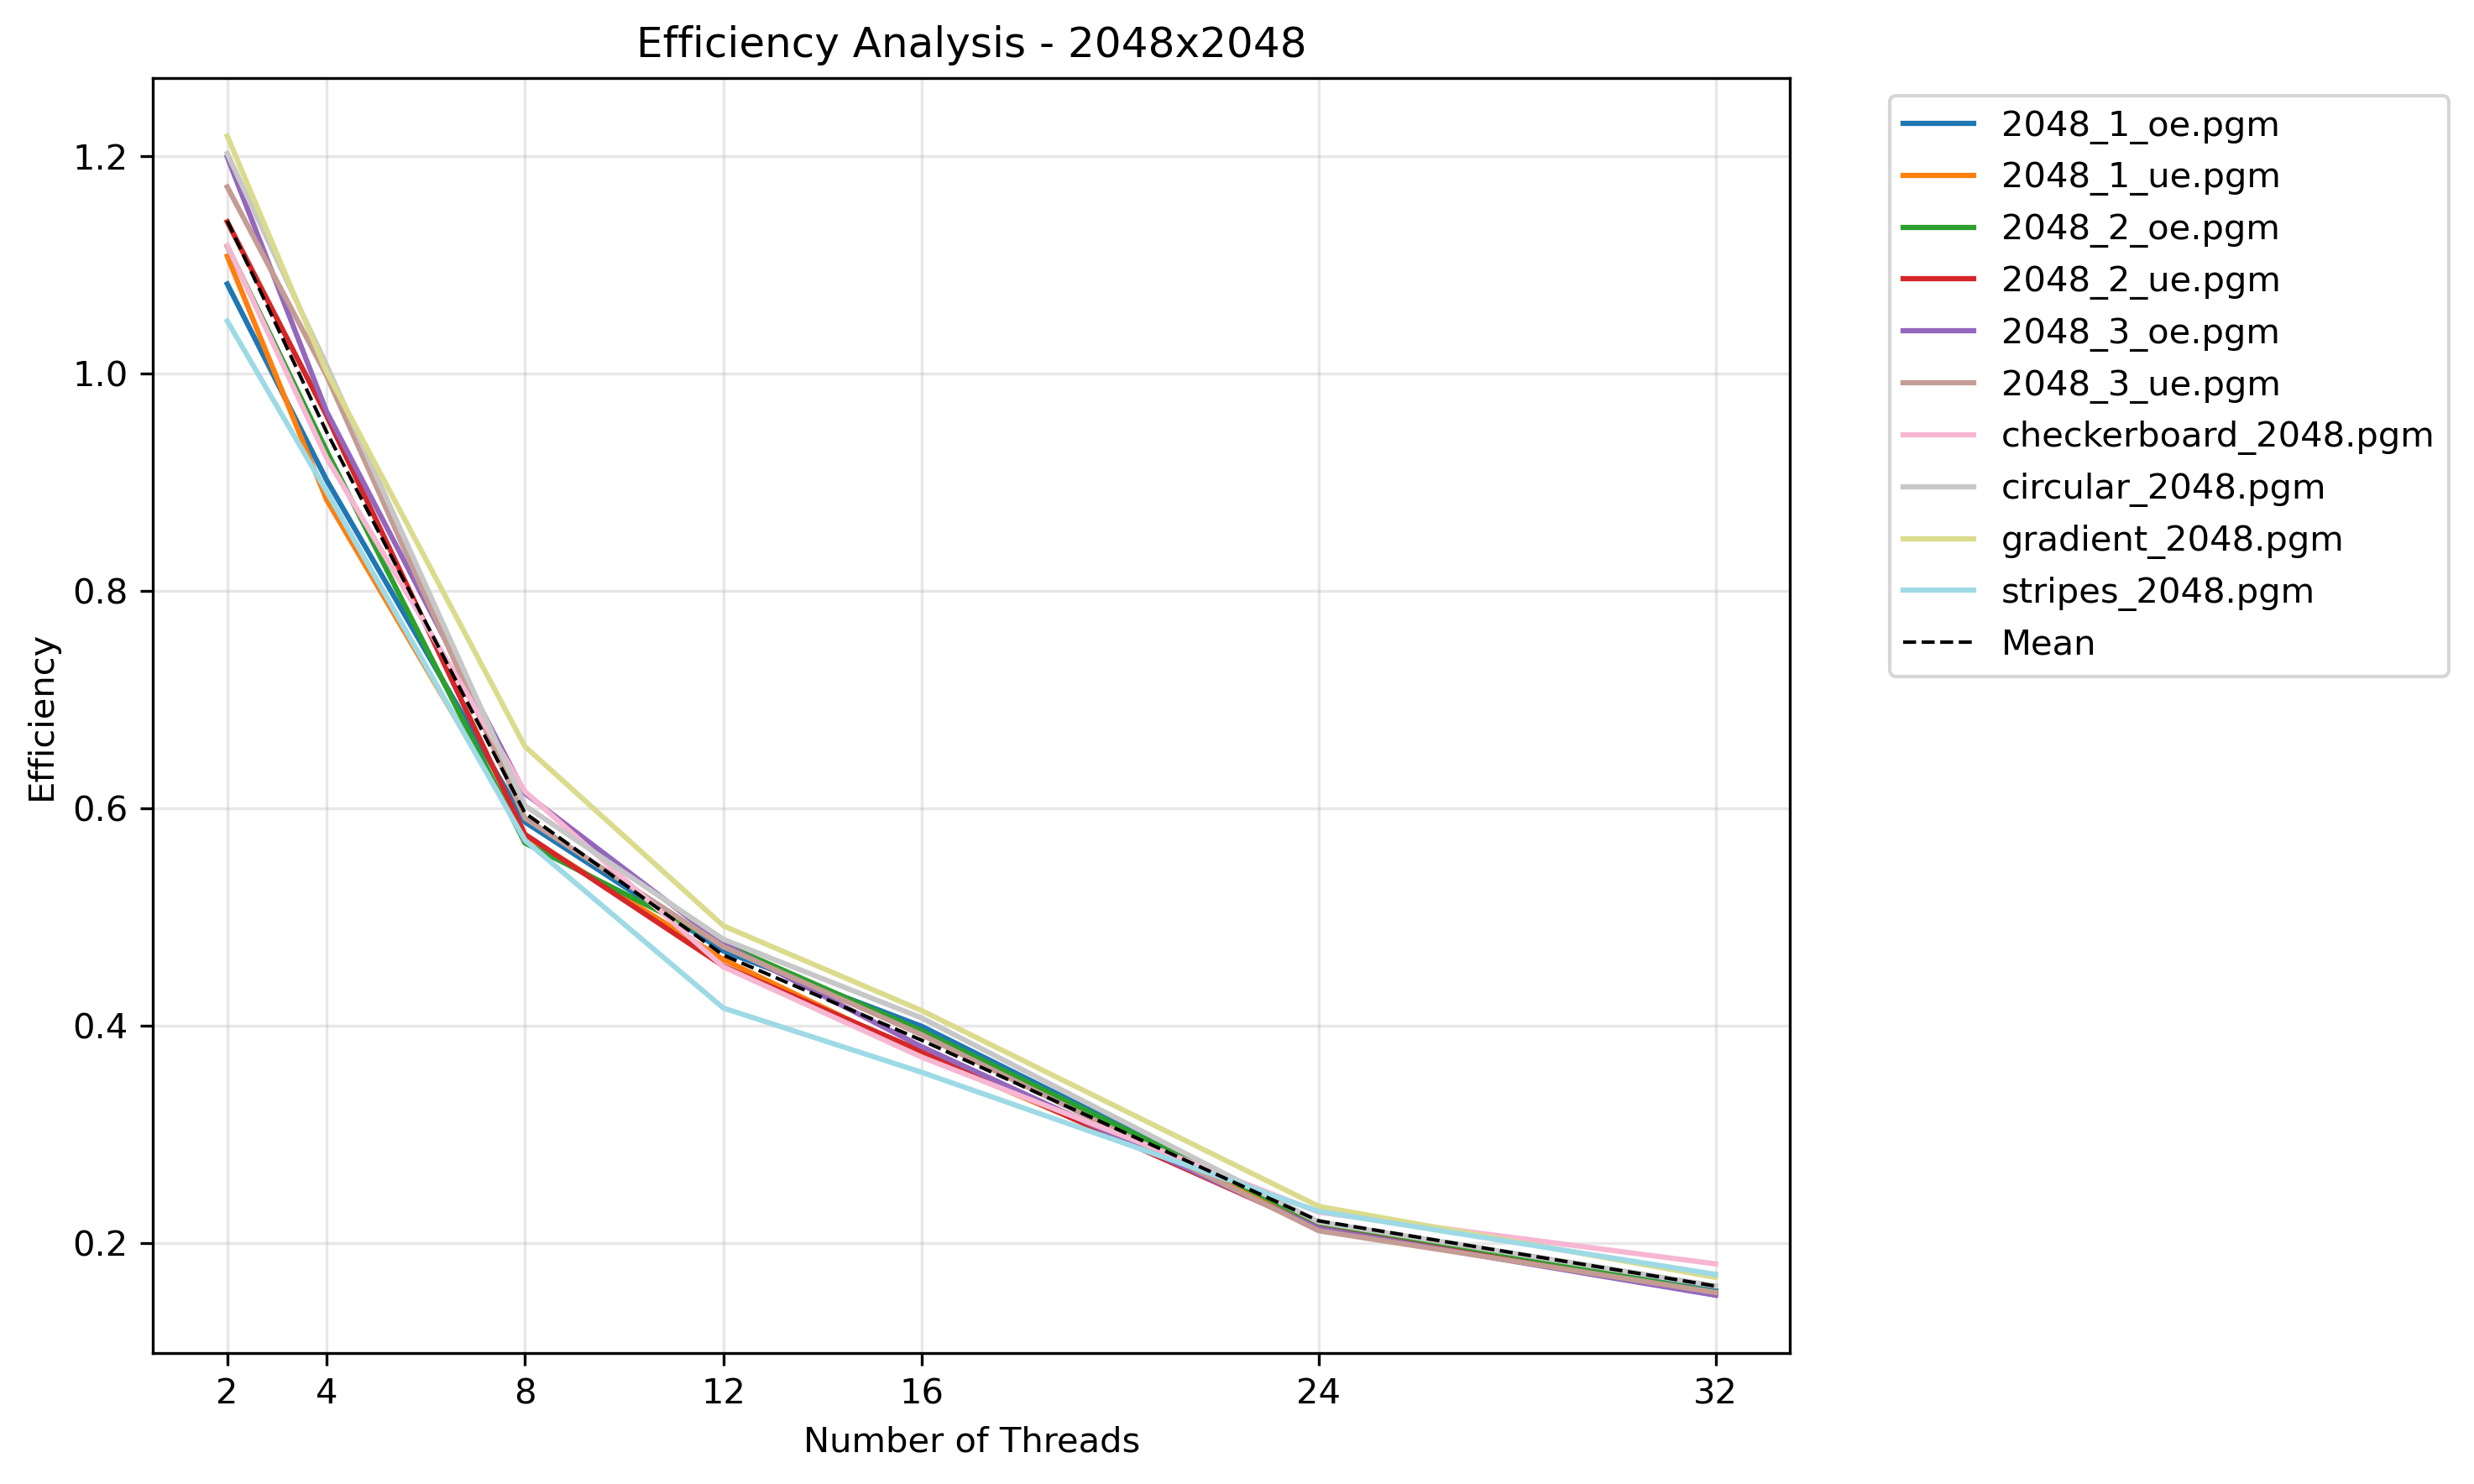 Efficiency Analysis - 2048x2048
1.2
1.0
0.8
0.6
0.4
0.2
Efficiency
2 4 8 12 16 24 32
Number of Threads
2048_1_oe.pgm
2048_1_ue.pgm
2048_2_oe.pgm
2048_2_ue.pgm
2048_3_oe.pgm
2048_3_ue.pgm
checkerboard_2048.pgm
circular_2048.pgm
gradient_2048.pgm
stripes_2048.pgm
Mean